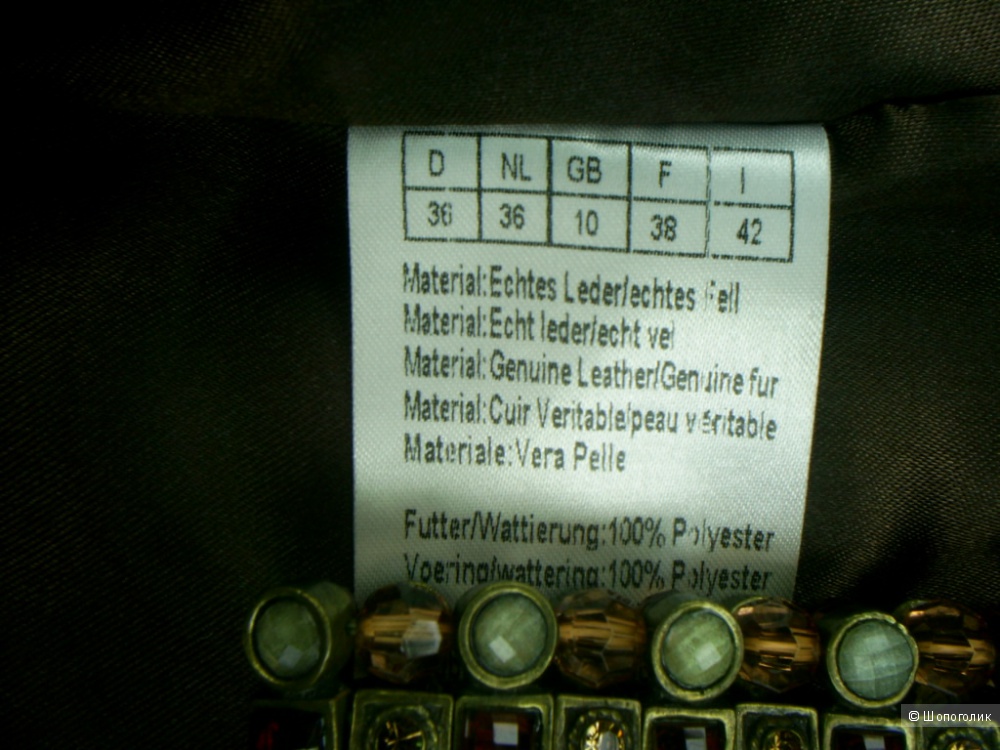 D NL GB F I
36 36 10 38 42
Material:Echtes Leder/echtes Fell
Material:Echt leder/echt vel
Material:Genuine Leather/Genuine fur
Material:Cuir Veritable/peau véritable
Materiale:Vera Pelle
Futter/Wattierung:100% Polyester
Voering/wattering:100% Polyester
© Шопоголик